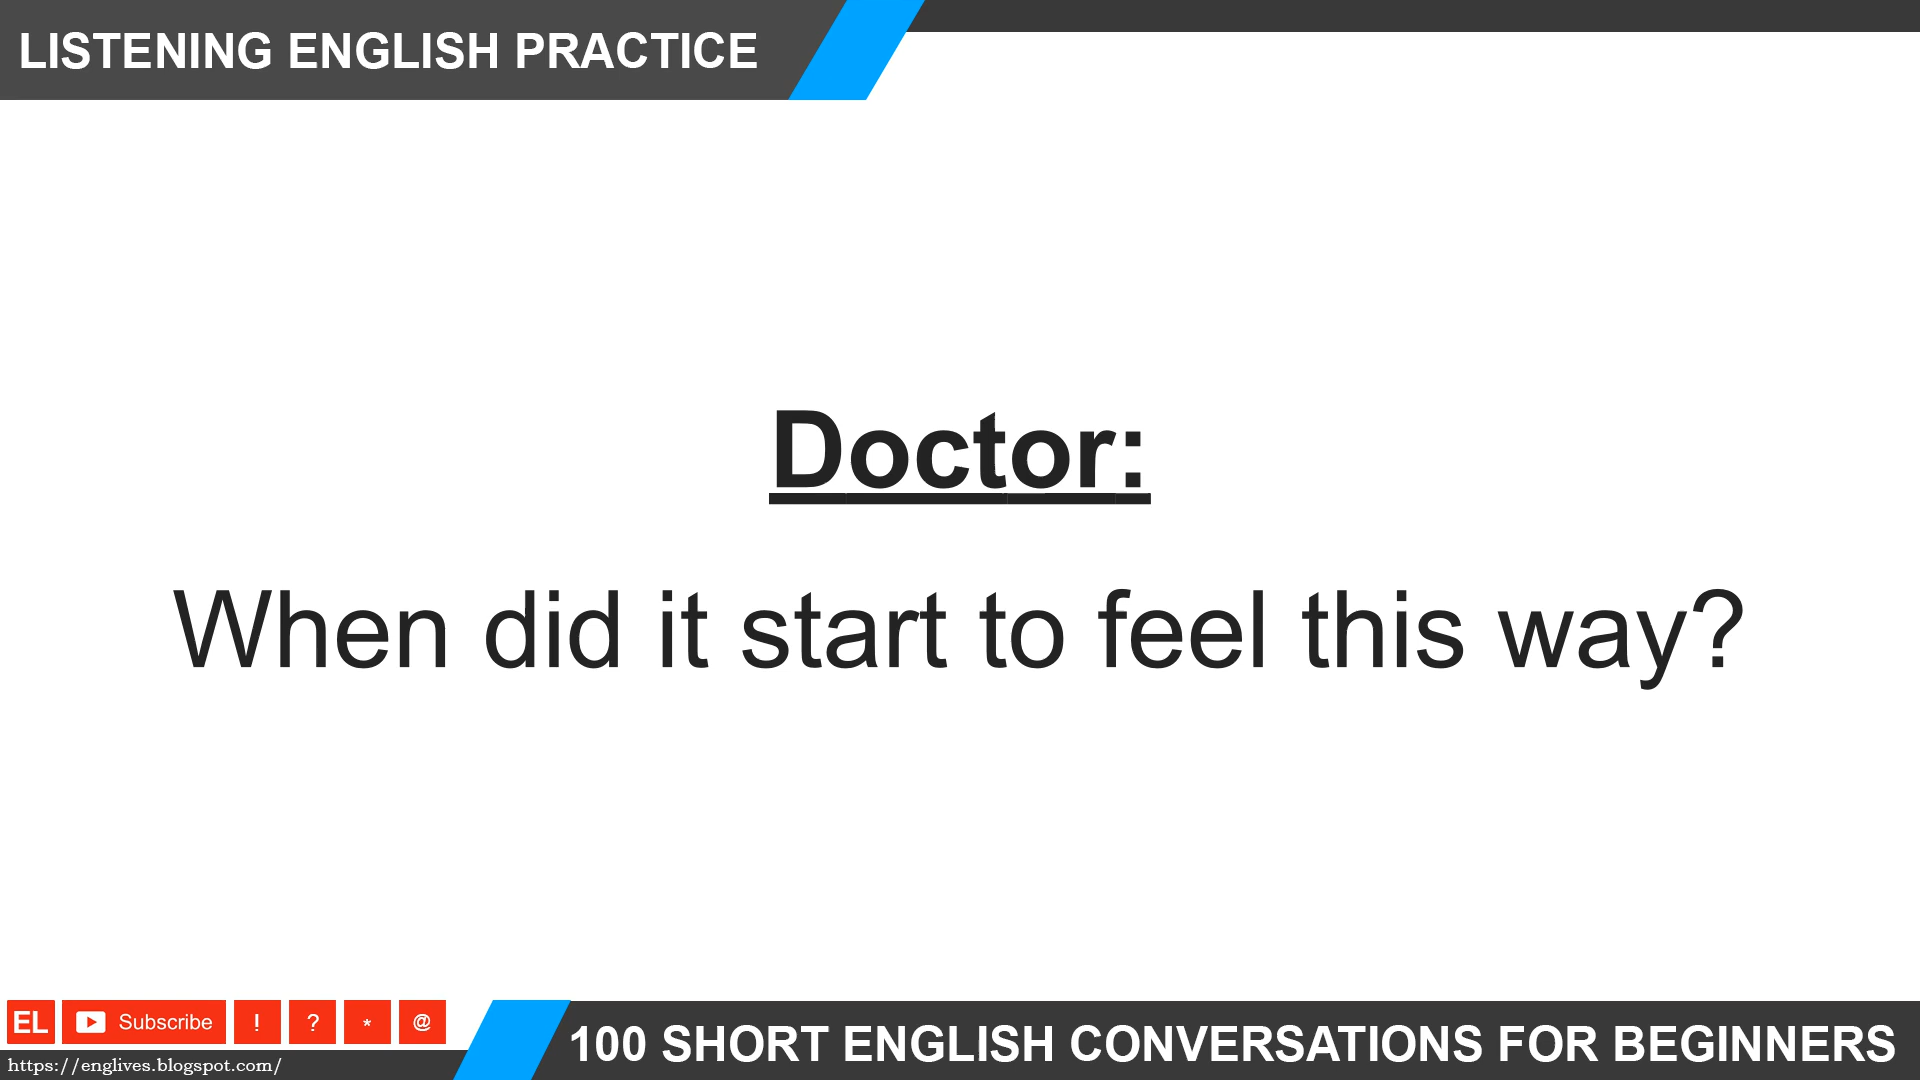 LISTENING ENGLISH PRACTICE
Doctor:
When did it start to feel this way?
EL Subscribe ! ? * @
https://englives.blogspot.com/
100 SHORT ENGLISH CONVERSATIONS FOR BEGINNERS